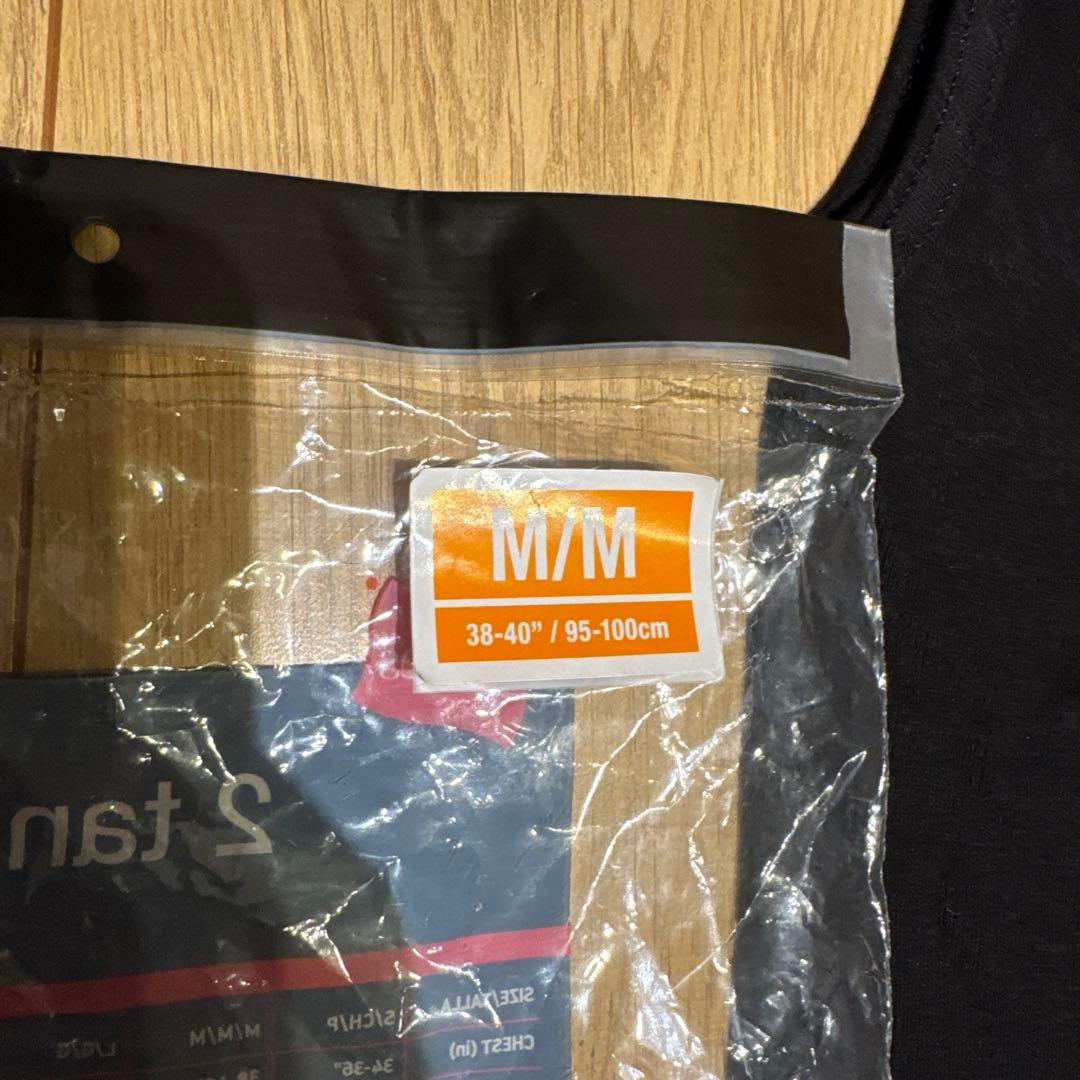 M/M
38-40” / 95-100cm
2 tan
SIZE/TALLA S/CH/P M/M/M
CHEST (in) 34-36"